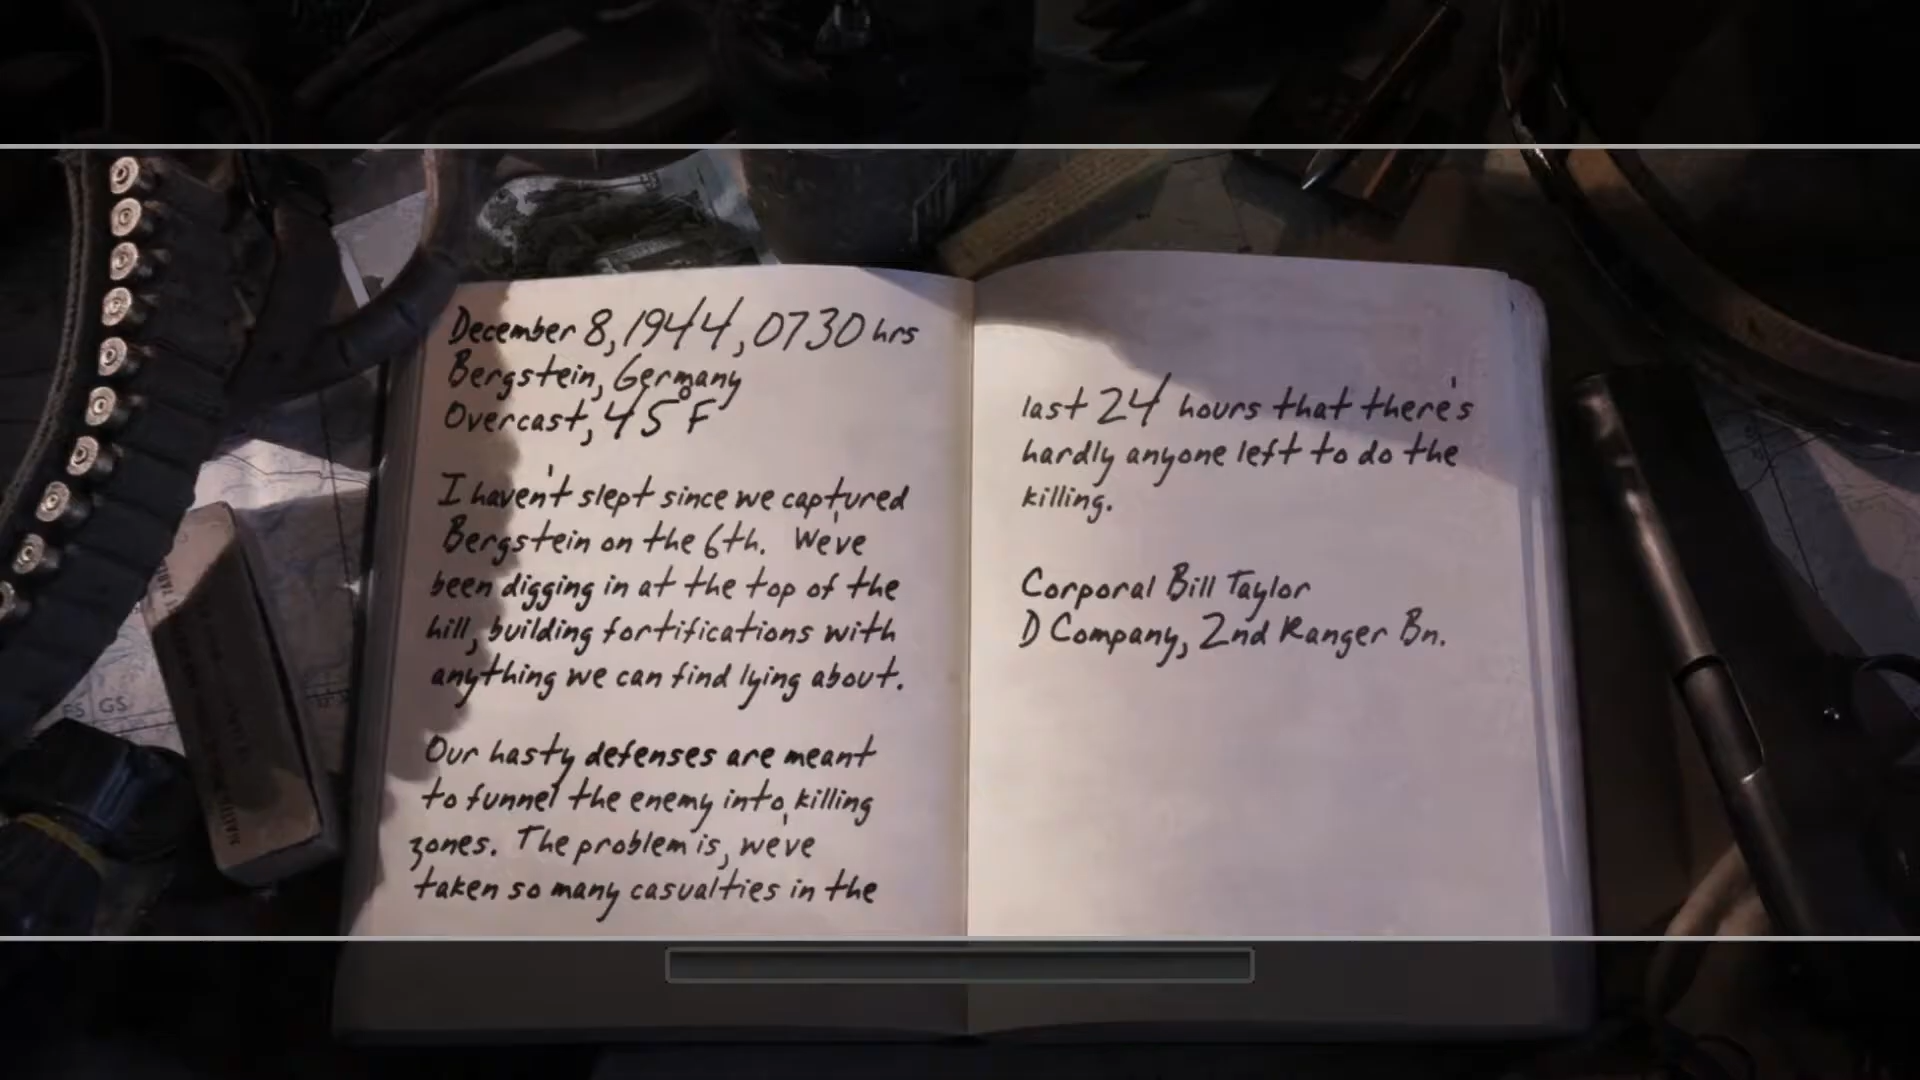 December 8, 1944, 0730 hrs
Bergstein, Germany
Overcast, 45° F
I haven't slept since we captured
Bergstein on the 6th. We've
been digging in at the top of the
hill, building fortifications with
anything we can find lying about.
Our hasty defenses are meant
to funnel the enemy into killing
zones. The problem is, we've
taken so many casualties in the
last 24 hours that there's
hardly anyone left to do the
killing.
Corporal Bill Taylor
D Company, 2nd Ranger Bn.
GS